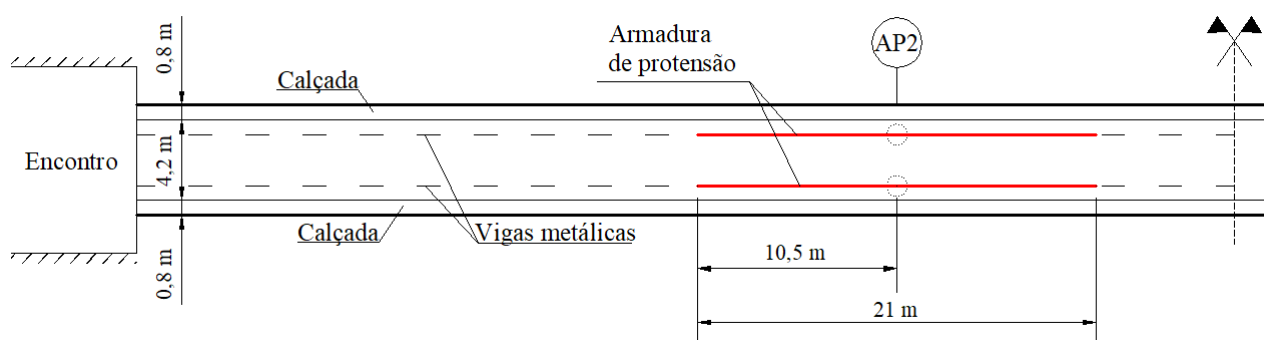 0,8 m
Calçada
Armadura
de protensão
AP2
Encontro
4,2 m
Calçada
Vigas metálicas
0,8 m
10,5 m
21 m